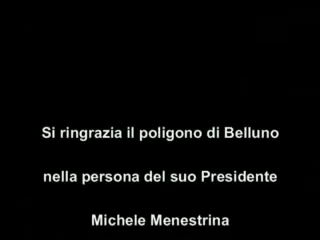 Si ringrazia il poligono di Belluno
nella persona del suo Presidente
Michele Menestrina